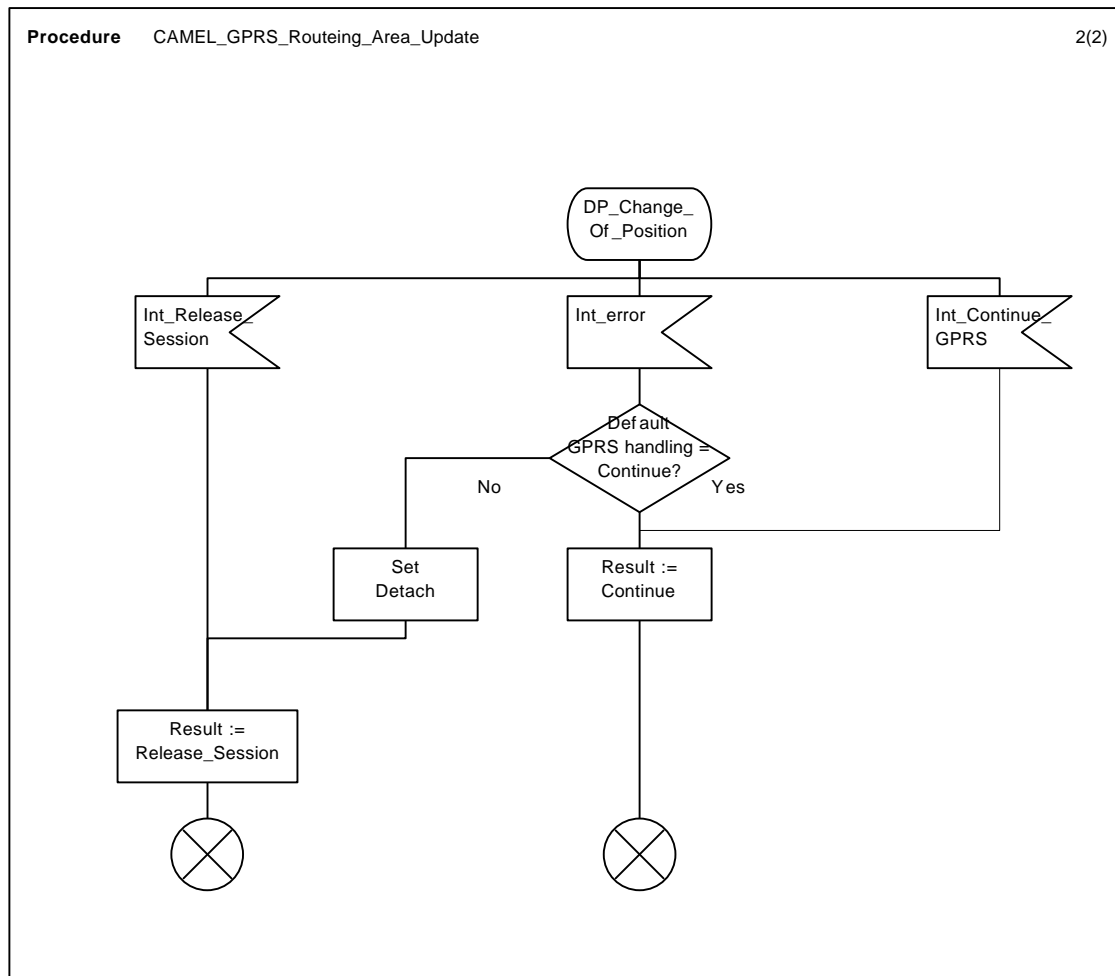 Procedure CAMEL_GPRS_Routeing_Area_Update 2(2)
DP_Change_
Of_Position
Int_Release_
Session
Int_error
Int_Continue_
GPRS
Default
GPRS handling =
Continue?
No
Yes
Set
Detach
Result :=
Continue
Result :=
Release_Session